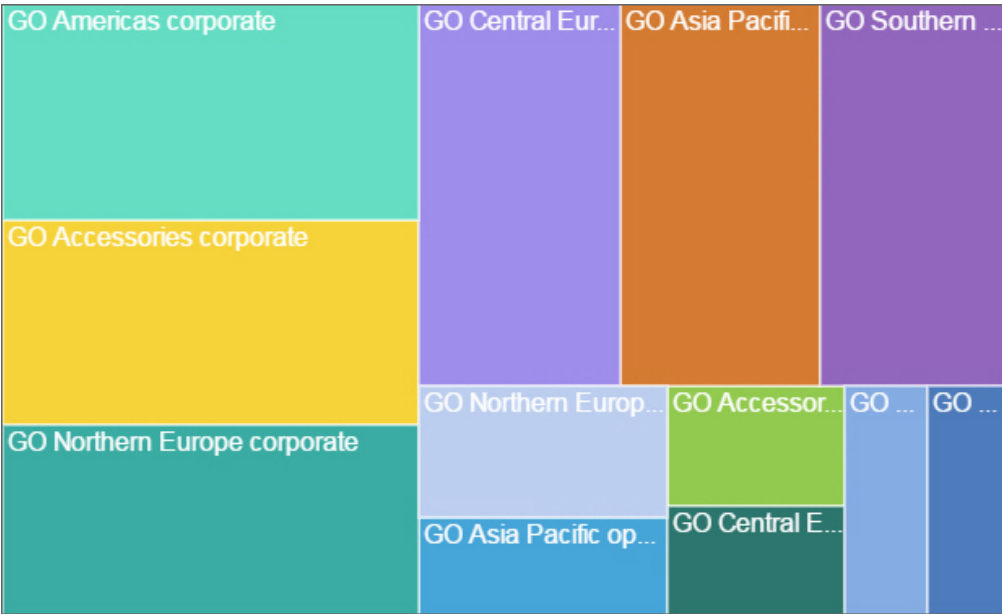 GO Americas corporate
GO Central Eur...
GO Asia Pacifi...
GO Southern ...
GO Accessories corporate
GO Northern Europe corporate
GO Northern Europ...
GO Accessor...
GO ...
GO ...
GO Asia Pacific op...
GO Central E...